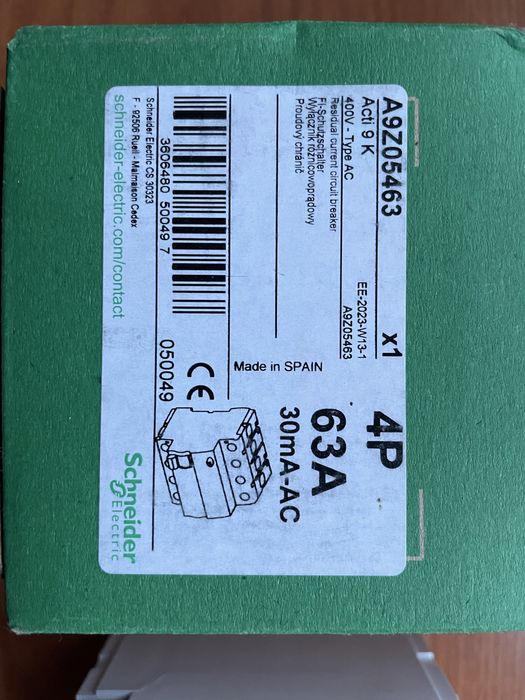 A9Z05463 x1
Acti 9 K
EE-2023-W13-1
400V - Type AC A9Z05463
Residual current circuit breaker
FI-Schutzschalter
Wyłącznik różnicowoprądowy
Proudový chránič
Made in SPAIN
4P
63A
30mA-AC
3606480 500497
050049
CE
Schneider Electric CS 30323
F - 92506 Rueil - Malmaison Cedex
schneider-electric.com/contact
Schneider
Electric